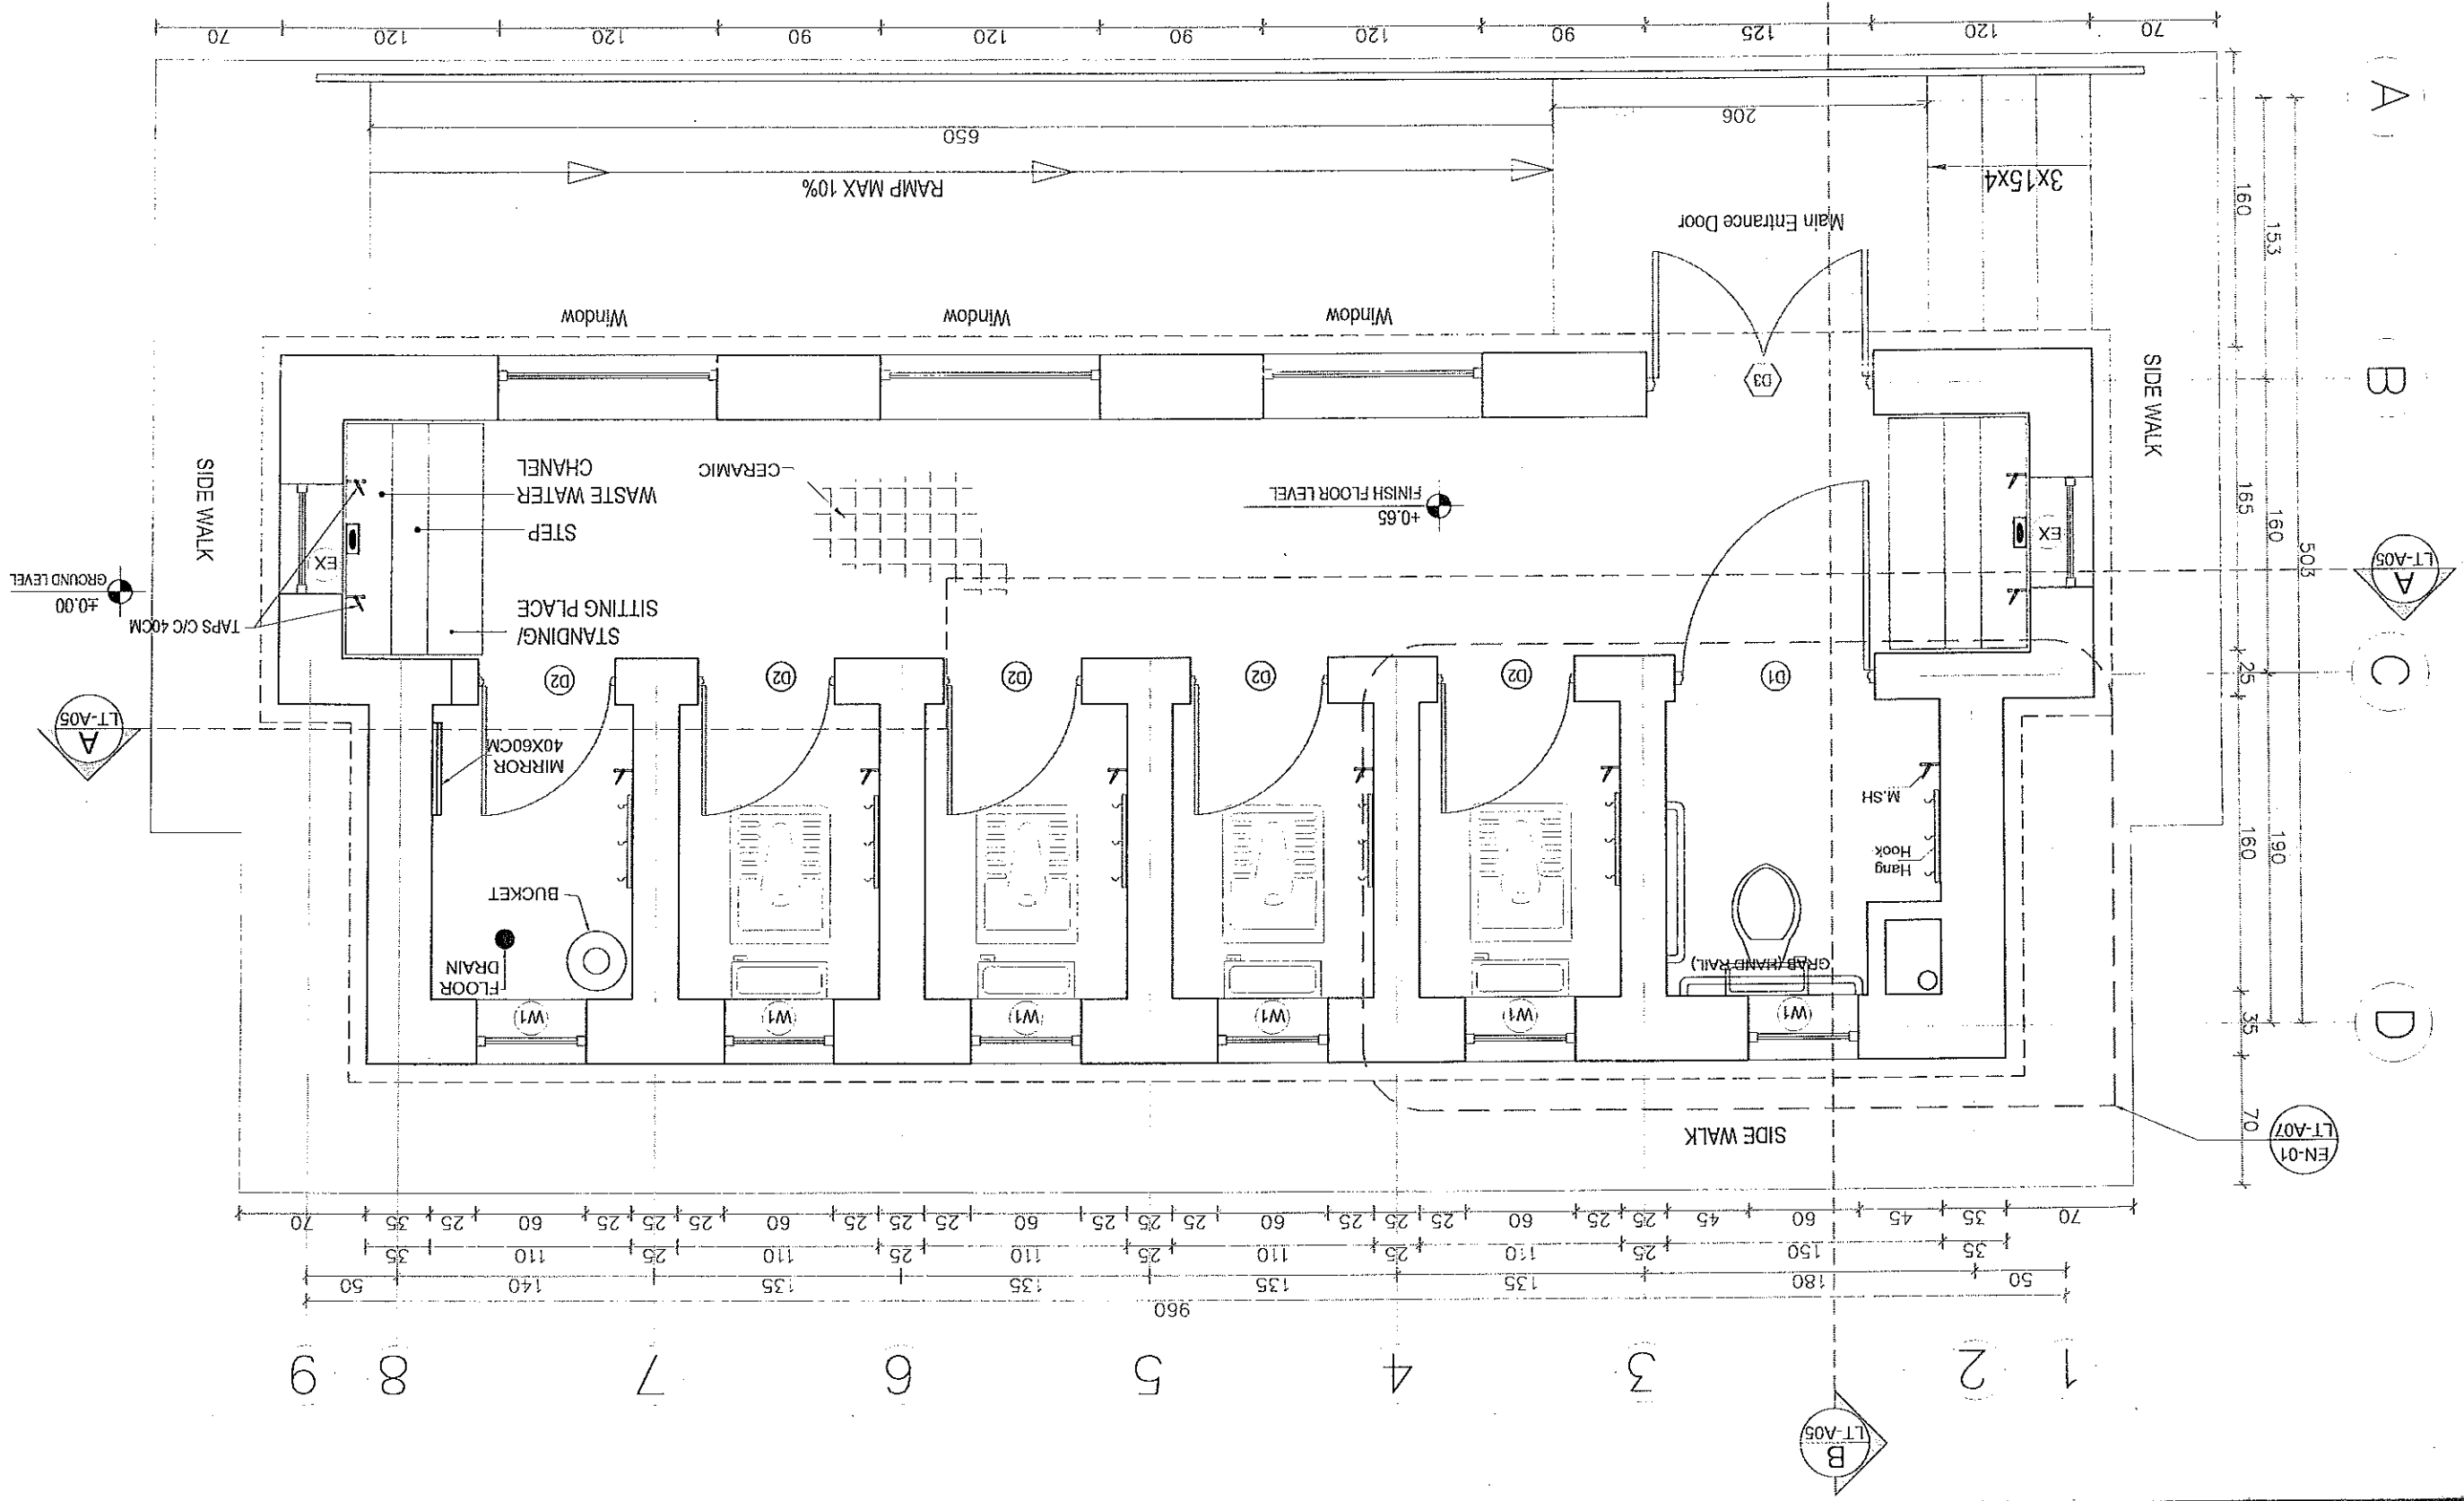 B
LT-A05
1 2 3 4 5 6 7 8 9
960
50 180 135 135 135 135 140 50
35 150 25 110 25 110 25 110 25 110 25 110 35
70 35 45 60 45 25 25 60 25 25 25 60 25 25 25 60 25 25 25 60 25 25 25 60 25 35 70
EN-01
LT-A07
SIDE WALK
70
D
35
W1 W1 W1 W1 W1 W1
GRAB (HAND RAIL)
FLOOR
DRAIN
BUCKET
Hang
Hook
M.SH
160
190
503
MIRROR
40X60CM
A
LT-A05
C
25
D1 D2 D2 D2 D2 D2
STANDING/
SITTING PLACE
TAPS C/C 40CM
±0.00
GROUND LEVEL
A
LT-A05
EX
EX
STEP
WASTE WATER
CHANEL
+0.65
FINISH FLOOR LEVEL
CERAMIC
165
160
SIDE WALK
SIDE WALK
B
D3
Window
Window
Window
Main Entrance Door
153
160
3X15X4
RAMP MAX 10%
206
650
A
70 120 125 90 120 90 120 90 120 120 70